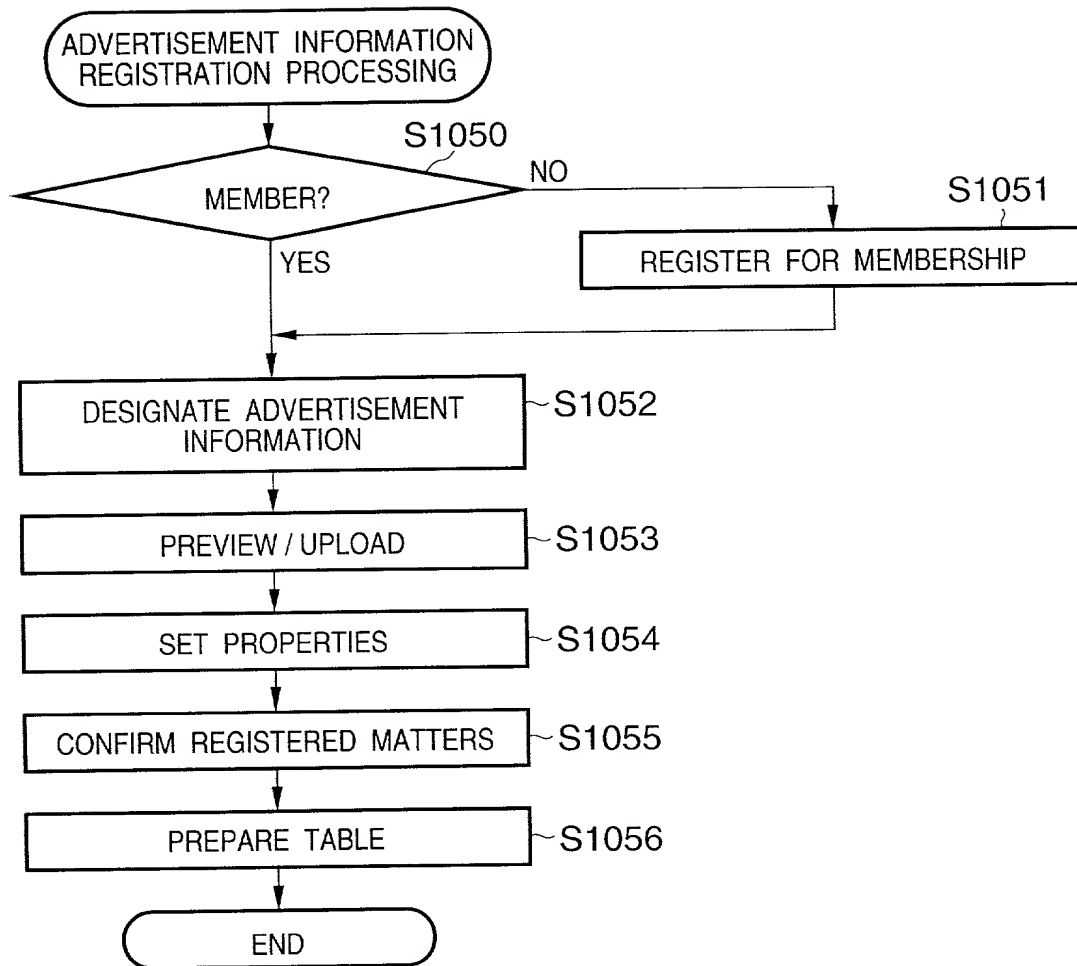 ADVERTISEMENT INFORMATION
REGISTRATION PROCESSING
S1050
MEMBER?
NO
S1051
YES
REGISTER FOR MEMBERSHIP
DESIGNATE ADVERTISEMENT
INFORMATION
S1052
PREVIEW / UPLOAD
S1053
SET PROPERTIES
S1054
CONFIRM REGISTERED MATTERS
S1055
PREPARE TABLE
S1056
END